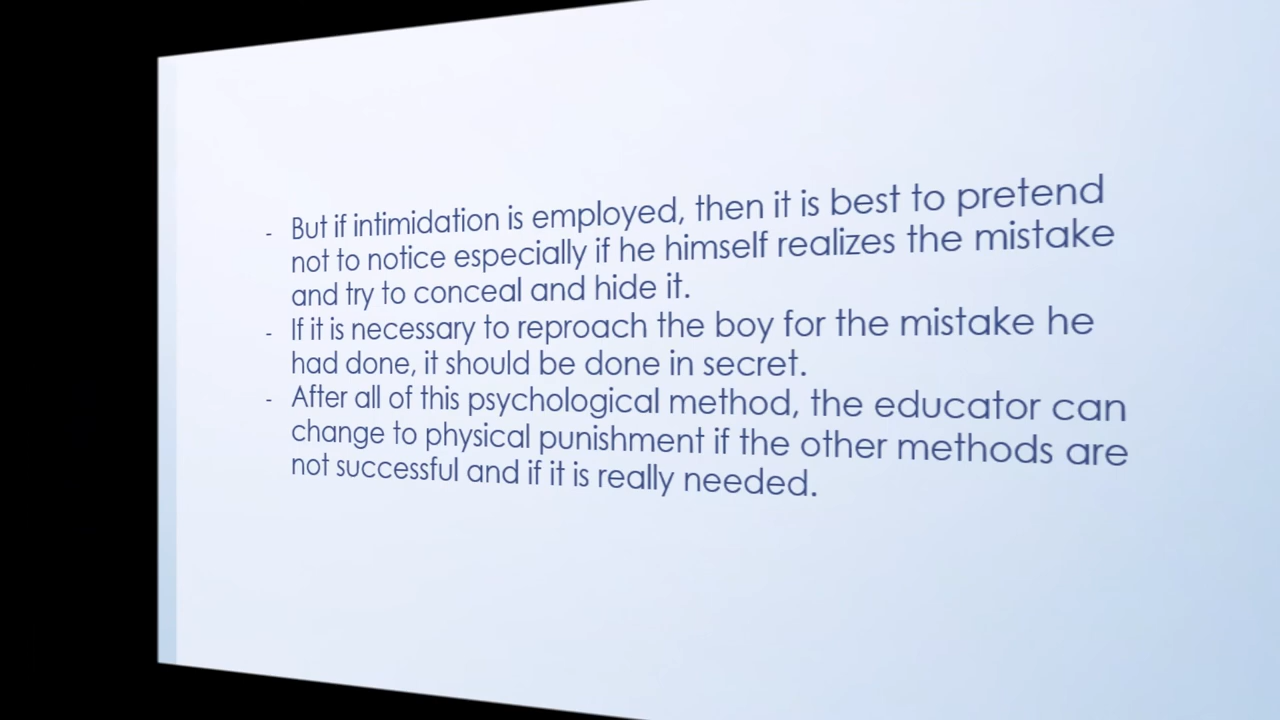 - But if intimidation is employed, then it is best to pretend
not to notice especially if he himself realizes the mistake
and try to conceal and hide it.
- If it is necessary to reproach the boy for the mistake he
had done, it should be done in secret.
- After all of this psychological method, the educator can
change to physical punishment if the other methods are
not successful and if it is really needed.